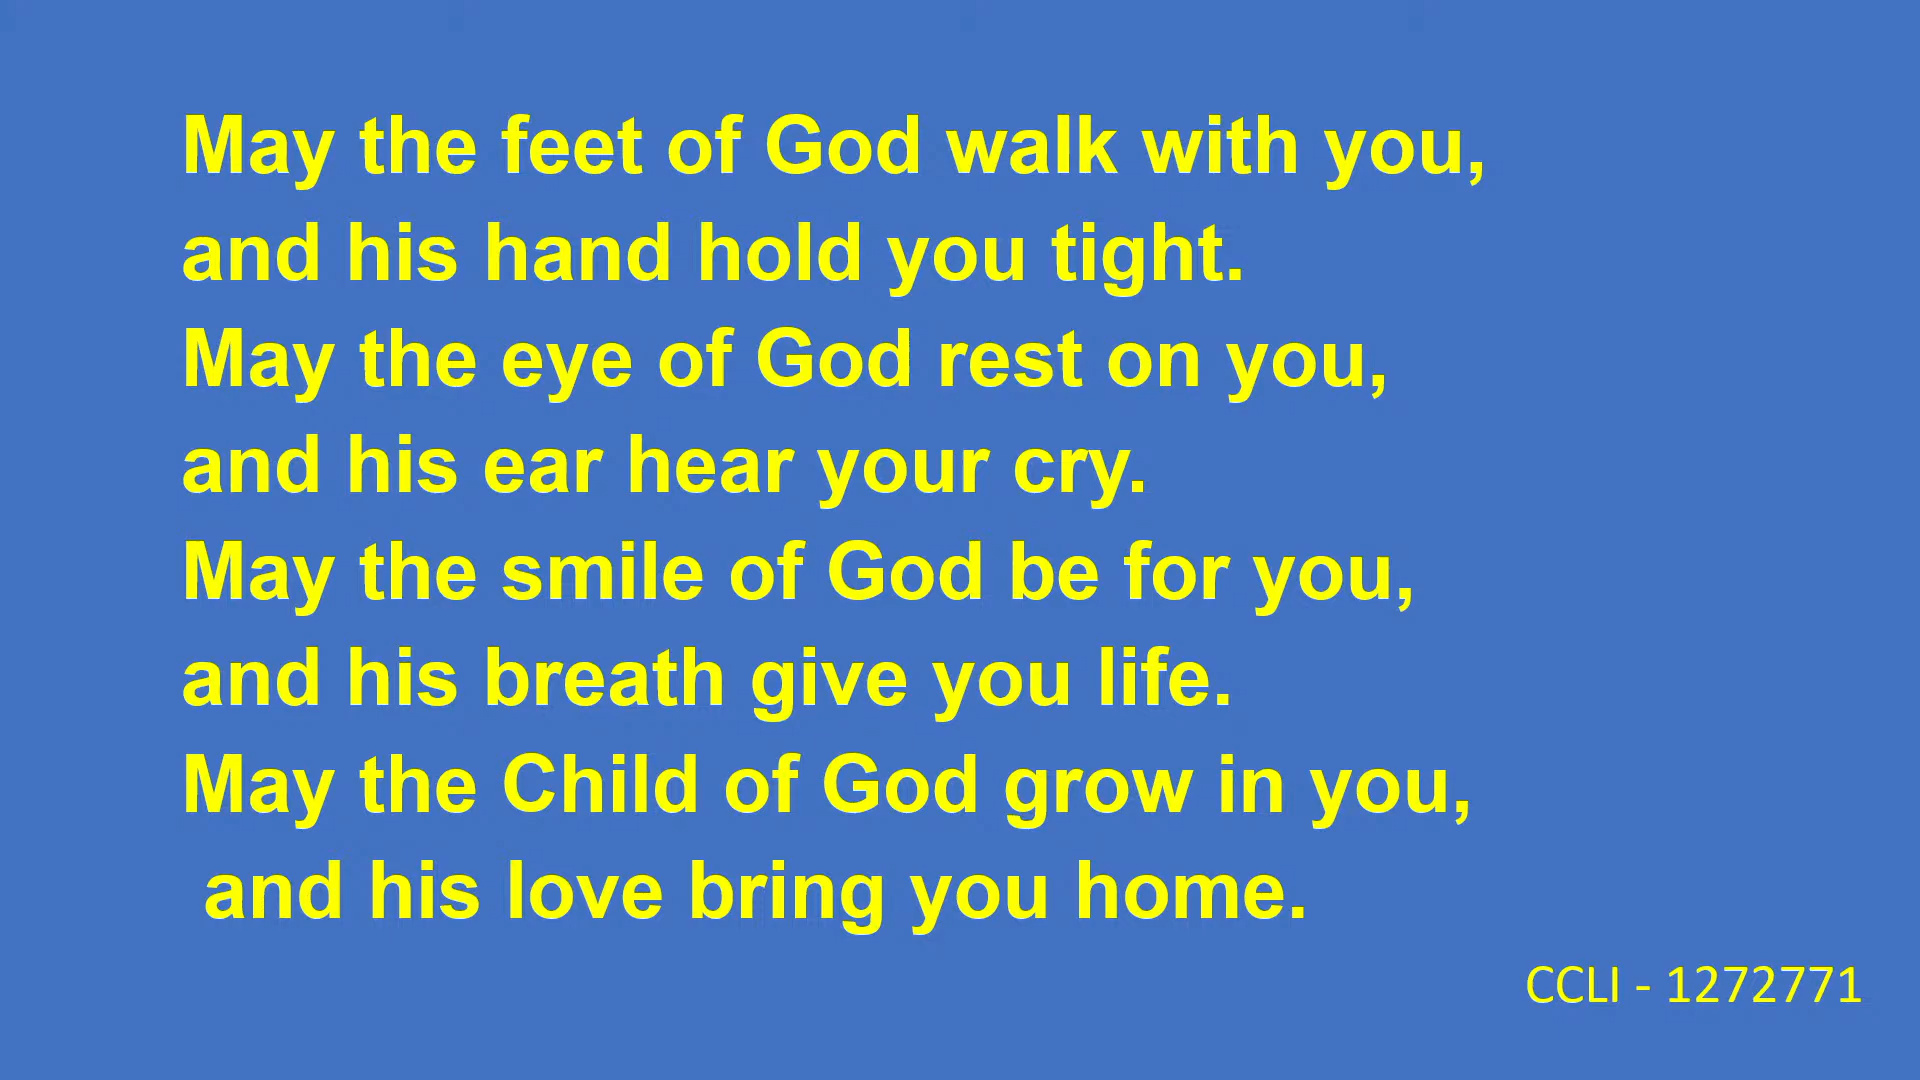 May the feet of God walk with you,
and his hand hold you tight.
May the eye of God rest on you,
and his ear hear your cry.
May the smile of God be for you,
and his breath give you life.
May the Child of God grow in you,
and his love bring you home.
CCLI - 1272771